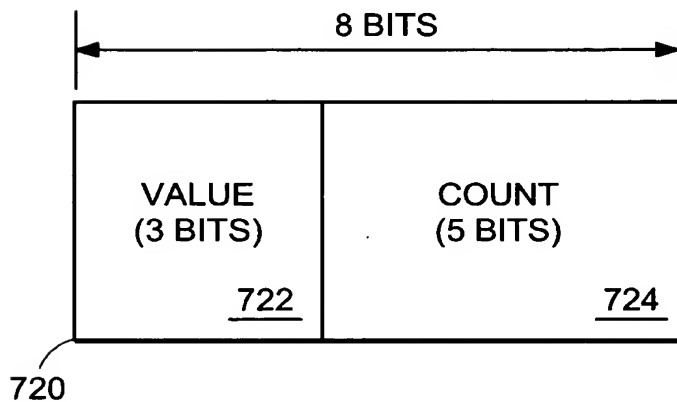 8 BITS
VALUE
(3 BITS)
COUNT
(5 BITS)
722
724
720